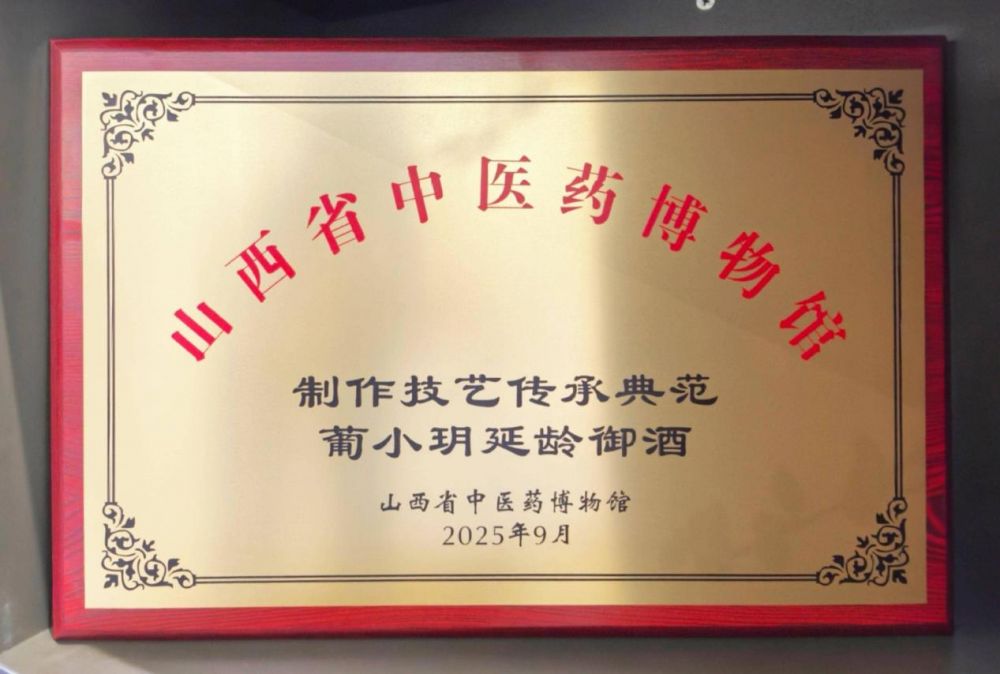 山西省中医药博物馆
制作技艺传承典范
葡小玥延龄御酒
山西省中医药博物馆
2025年9月